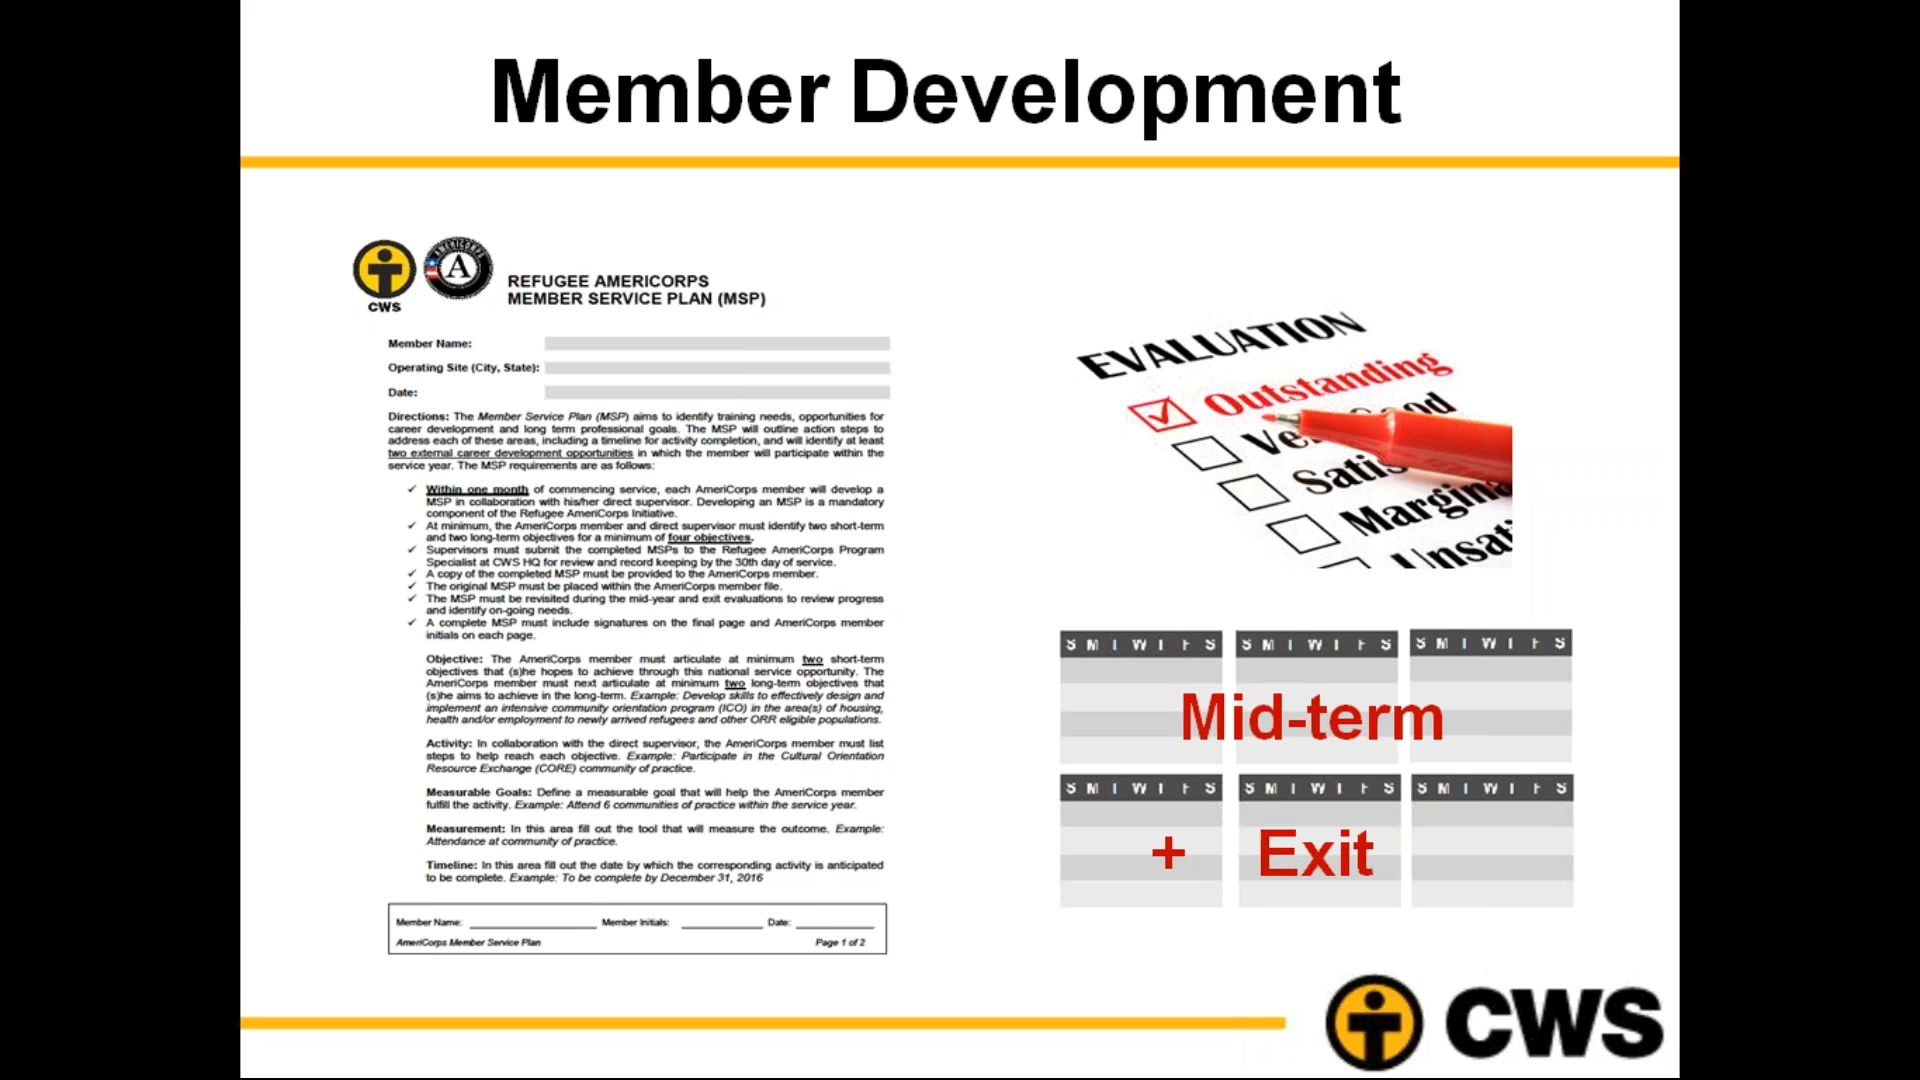 Member Development
CWS
AMERICORPS
A
REFUGEE AMERICORPS
MEMBER SERVICE PLAN (MSP)
Member Name:
Operating Site (City, State):
Date:
Directions: The Member Service Plan (MSP) aims to identify training needs, opportunities for
career development and long term professional goals. The MSP will outline action steps to
address each of these areas, including a timeline for activity completion, and will identify at least
two external career development opportunities in which the member will participate within the
service year. The MSP requirements are as follows:
✓ Within one month of commencing service, each AmeriCorps member will develop a
MSP in collaboration with his/her direct supervisor. Developing an MSP is a mandatory
component of the Refugee AmeriCorps Initiative.
✓ At minimum, the AmeriCorps member and direct supervisor must identify two short-term
and two long-term objectives for a minimum of four objectives.
✓ Supervisors must submit the completed MSPs to the Refugee AmeriCorps Program
Specialist at CWS HQ for review and record keeping by the 30th day of service.
✓ A copy of the completed MSP must be provided to the AmeriCorps member.
✓ The original MSP must be placed within the AmeriCorps member file.
✓ The MSP must be revisited during the mid-year and exit evaluations to review progress
and identify on-going needs.
✓ A complete MSP must include signatures on the final page and AmeriCorps member
initials on each page.
Objective: The AmeriCorps member must articulate at minimum two short-term
objectives that (s)he hopes to achieve through this national service opportunity. The
AmeriCorps member must next articulate at minimum two long-term objectives that
(s)he aims to achieve in the long-term. Example: Develop skills to effectively design and
implement an intensive community orientation program (ICO) in the area(s) of housing,
health and/or employment to newly arrived refugees and other ORR eligible populations.
Activity: In collaboration with the direct supervisor, the AmeriCorps member must list
steps to help reach each objective. Example: Participate in the Cultural Orientation
Resource Exchange (CORE) community of practice.
Measurable Goals: Define a measurable goal that will help the AmeriCorps member
fulfill the activity. Example: Attend 6 communities of practice within the service year.
Measurement: In this area fill out the tool that will measure the outcome. Example:
Attendance at community of practice.
Timeline: In this area fill out the date by which the corresponding activity is anticipated
to be complete. Example: To be complete by December 31, 2016
Member Name: Member Initials: Date:
AmeriCorps Member Service Plan Page 1 of 2
EVALUATION
Outstanding
Satis
Margina
Unsati
S M T W T F S S M T W T F S S M T W T F S
Mid-term
S M T W T F S S M T W T F S S M T W T F S
+ Exit
CWS